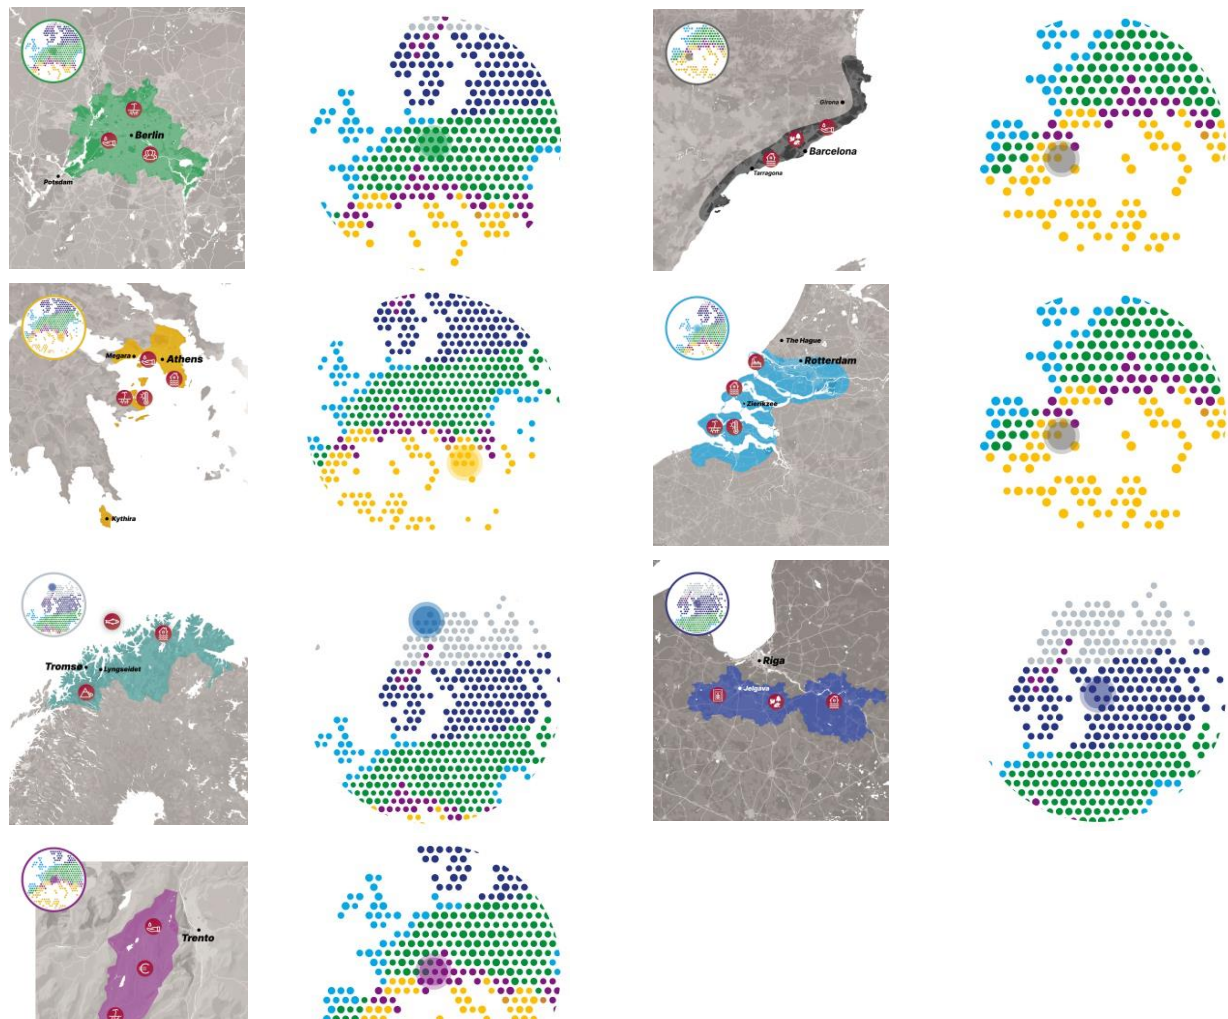 Berlin
Potsdam
Girona
Barcelona
Tarragona
Megara
Athens
Kythira
The Hague
Rotterdam
Zierikzee
Tromsø
Lyngseidet
Riga
Jelgava
Trento
€